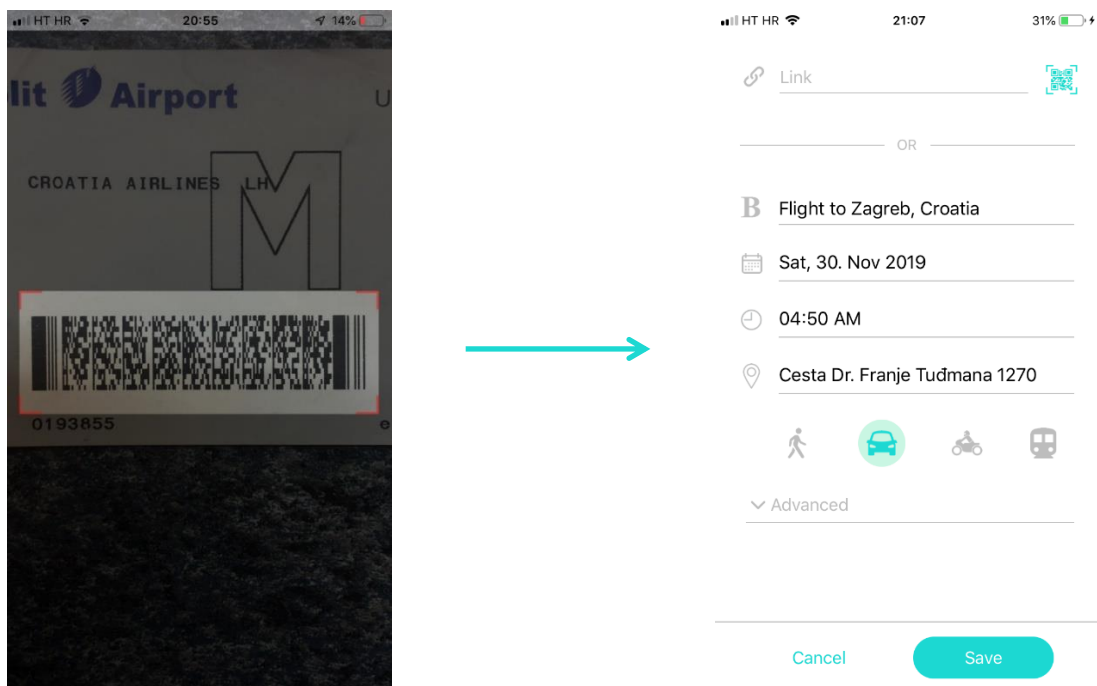 HT HR 20:55 14%
lit Airport U
CROATIA AIRLINES LH
M
0193855 e
HT HR 21:07 31%
Link
OR
B Flight to Zagreb, Croatia
Sat, 30. Nov 2019
04:50 AM
Cesta Dr. Franje Tuđmana 1270
Advanced
Cancel Save